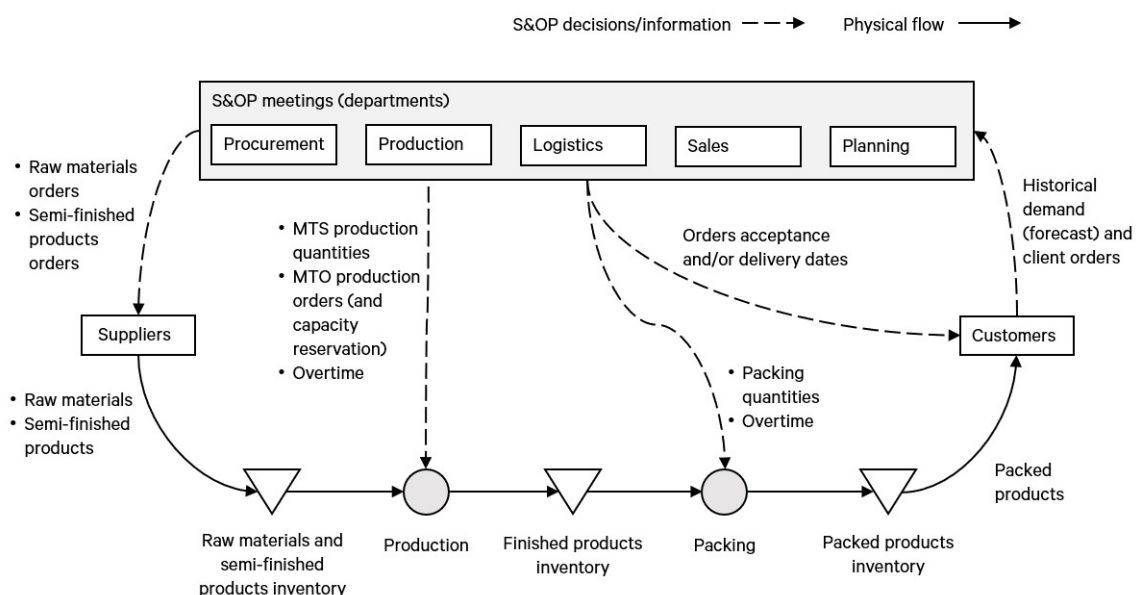 S&OP decisions/information
Physical flow
S&OP meetings (departments)
Procurement
Production
Logistics
Sales
Planning
• Raw materials
orders
• Semi-finished
products
orders
• MTS production
quantities
• MTO production
orders (and
capacity
reservation)
• Overtime
Orders acceptance
and/or delivery dates
Historical
demand
(forecast) and
client orders
Suppliers
Customers
• Raw materials
• Semi-finished
products
• Packing
quantities
• Overtime
Packed
products
Raw materials and
semi-finished
products inventory
Production
Finished products
inventory
Packing
Packed products
inventory